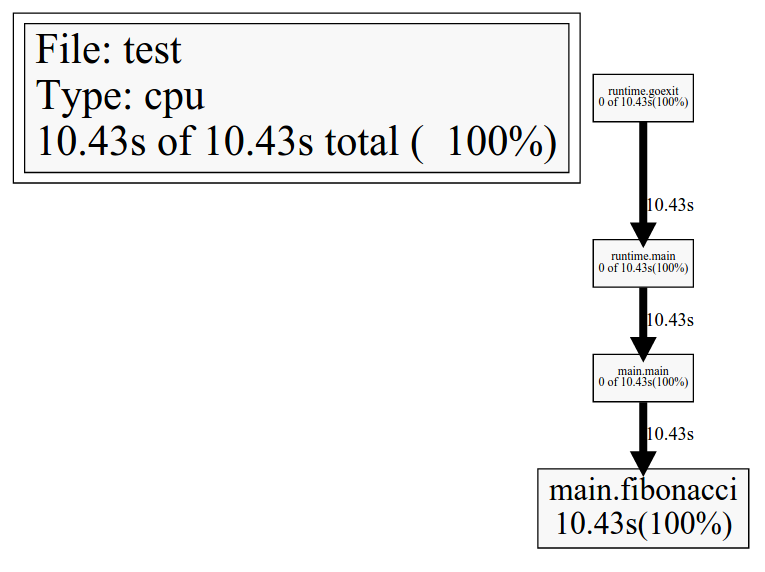 File: test
Type: cpu
10.43s of 10.43s total (  100%)
runtime.goexit
0 of 10.43s(100%)
10.43s
runtime.main
0 of 10.43s(100%)
10.43s
main.main
0 of 10.43s(100%)
10.43s
main.fibonacci
10.43s(100%)